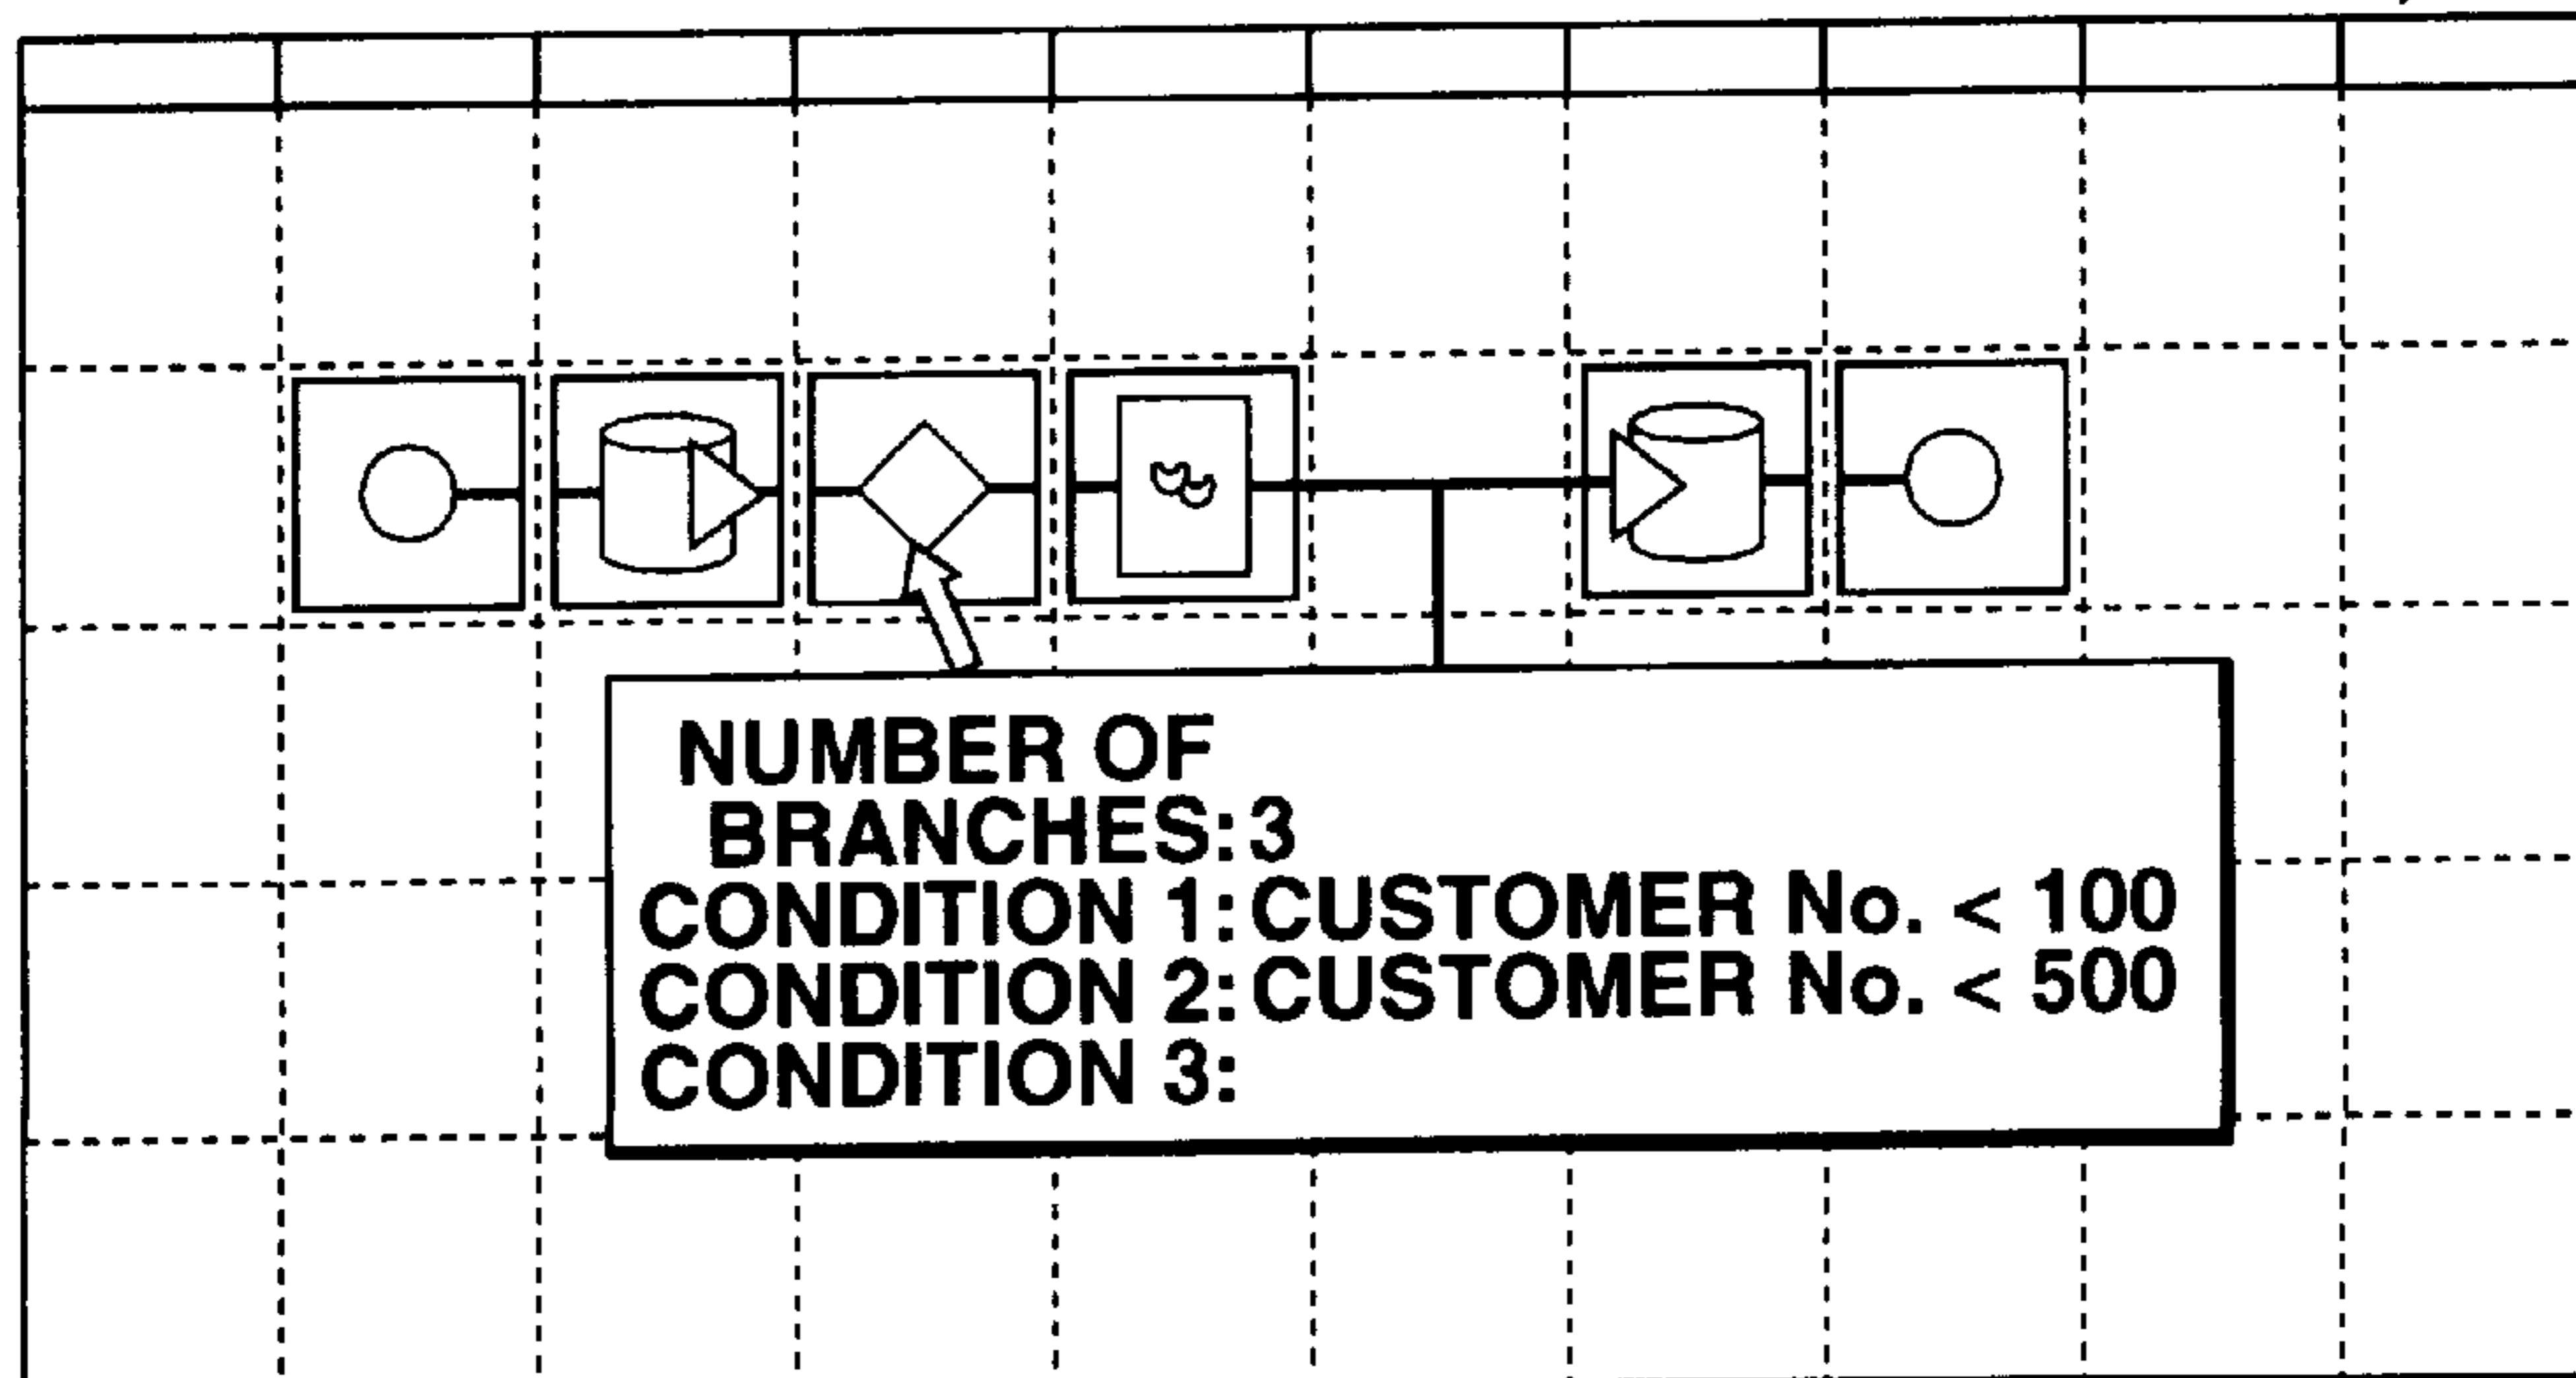 NUMBER OF
BRANCHES: 3
CONDITION 1: CUSTOMER No. < 100
CONDITION 2: CUSTOMER No. < 500
CONDITION 3: